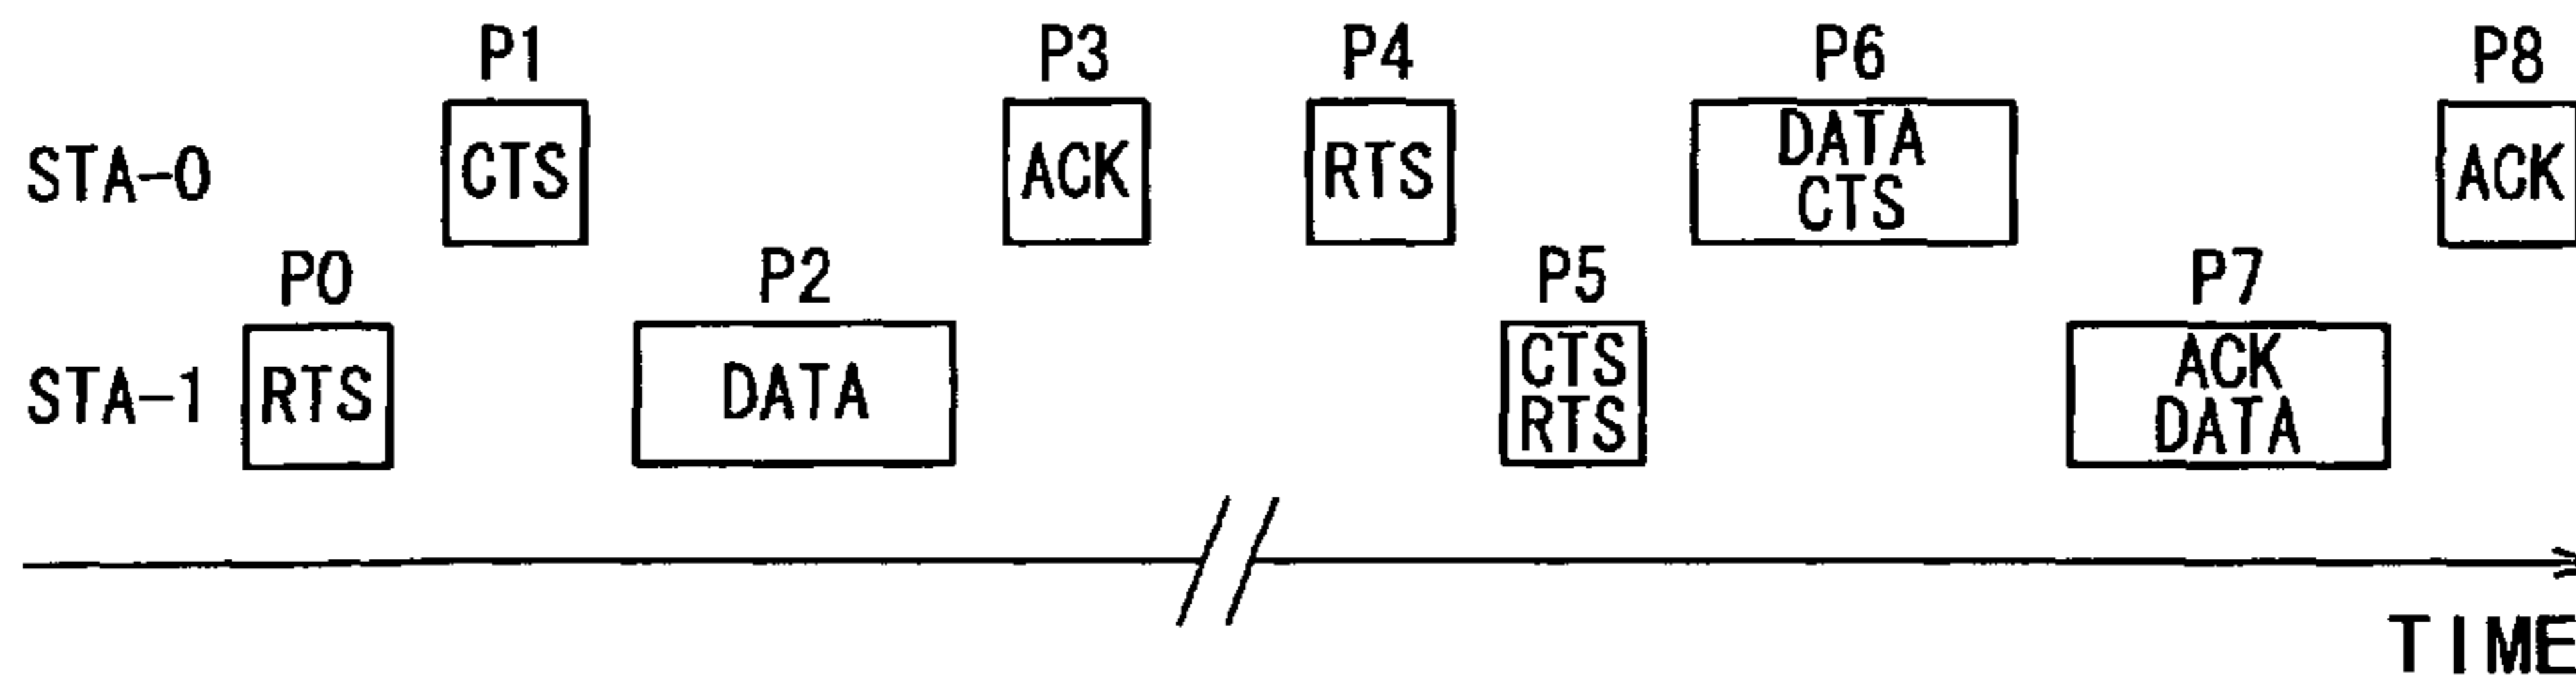 P1 P3 P4 P6 P8
STA-0 CTS ACK RTS DATA CTS ACK
P0 P2 P5 P7
STA-1 RTS DATA CTS RTS ACK DATA
TIME